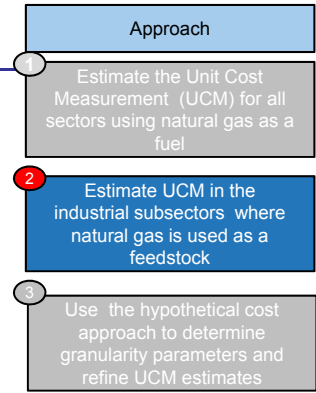 Approach
1
Estimate the Unit Cost
Measurement (UCM) for all
sectors using natural gas as a
fuel
2
Estimate UCM in the
industrial subsectors where
natural gas is used as a
feedstock
3
Use the hypothetical cost
approach to determine
granularity parameters and
refine UCM estimates